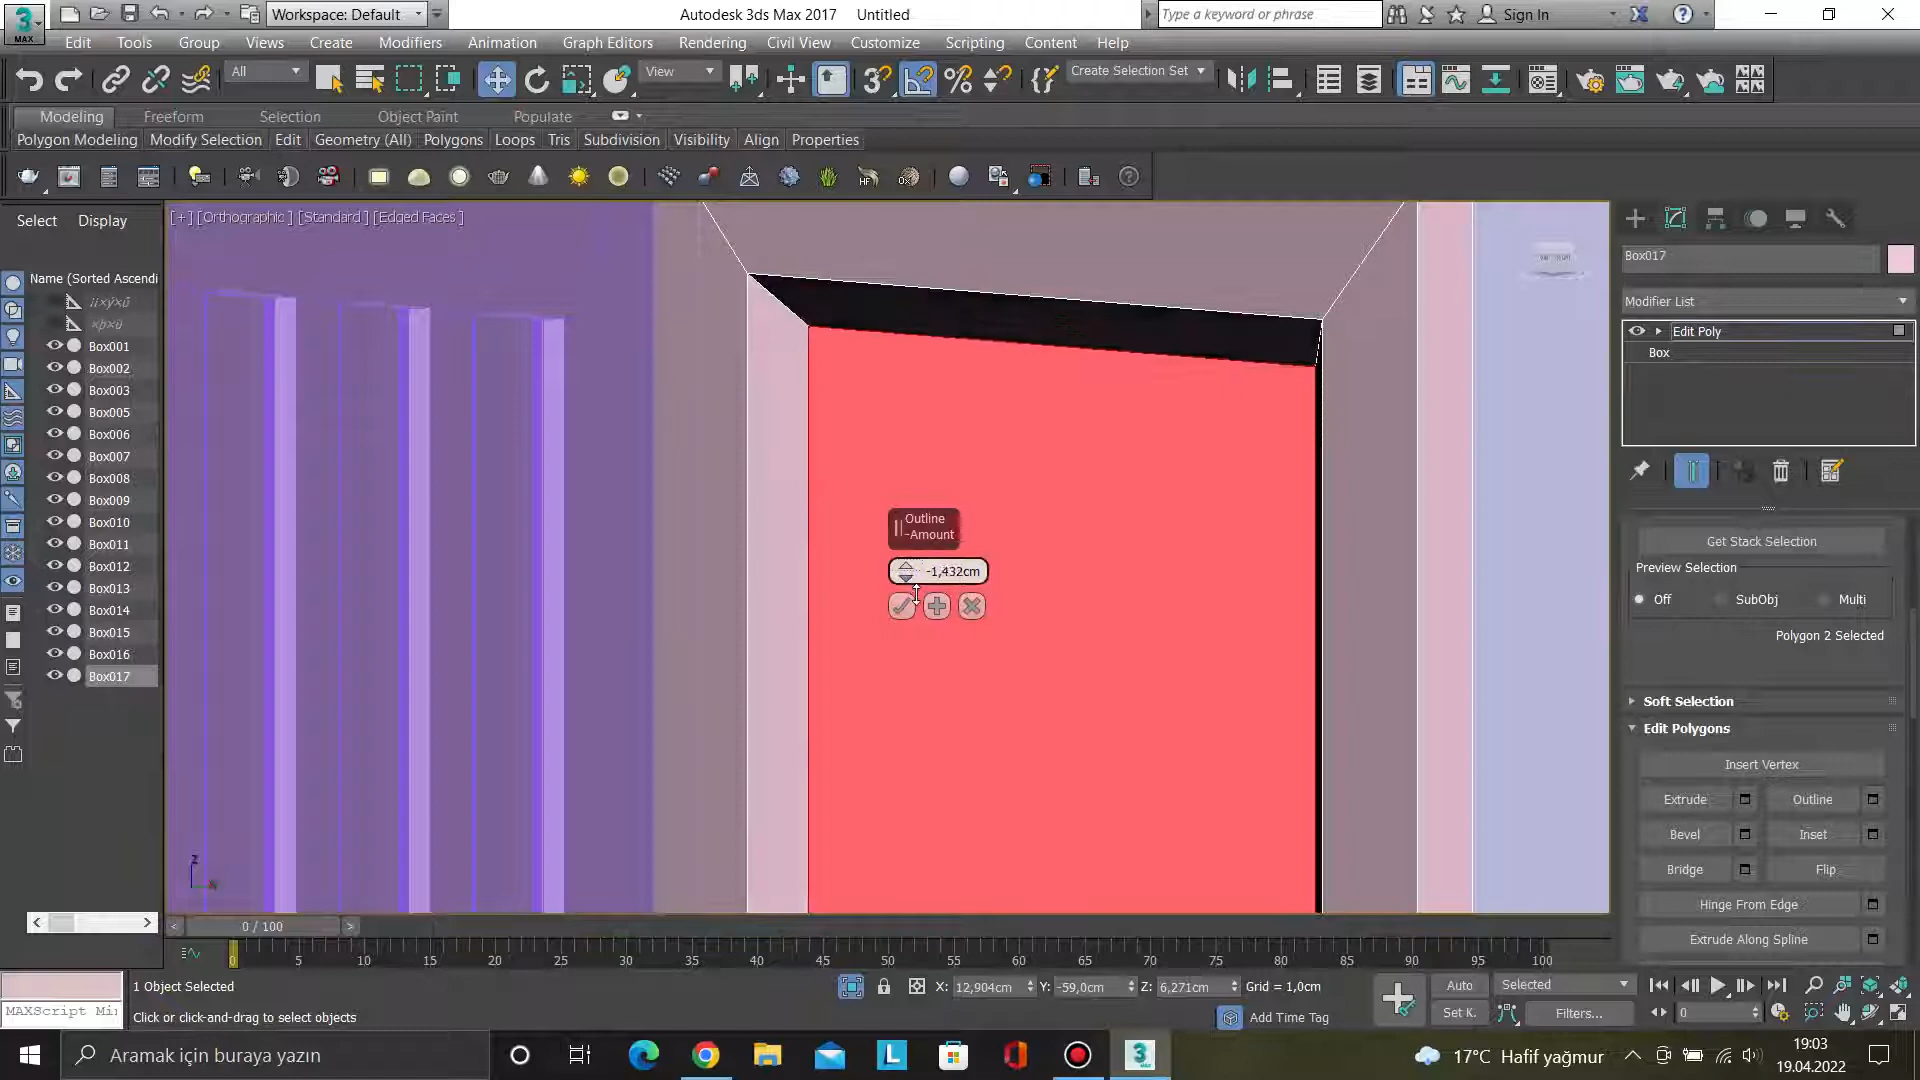 3
MAX
Workspace: Default
Autodesk 3ds Max 2017 Untitled
Type a keyword or phrase
Sign In
Edit Tools Group Views Create Modifiers Animation Graph Editors Rendering Civil View Customize Scripting Content Help
All
View
Create Selection Set
Modeling Freeform Selection Object Paint Populate
Polygon Modeling Modify Selection Edit Geometry (All) Polygons Loops Tris Subdivision Visibility Align Properties
Select Display
[+] [Orthographic ] [Standard ] [Edged Faces ]
Name (Sorted Ascendi
Box001
Box002
Box003
Box005
Box006
Box007
Box008
Box009
Box010
Box011
Box012
Box013
Box014
Box015
Box016
Box017
Outline
-Amount
-1,432cm
Z
Box017
Modifier List
Edit Poly
Box
Get Stack Selection
Preview Selection
Off SubObj Multi
Polygon 2 Selected
Soft Selection
Edit Polygons
Insert Vertex
Extrude Outline
Bevel Inset
Bridge Flip
Hinge From Edge
Extrude Along Spline
< 0 / 100 >
0 5 10 15 20 25 30 35 40 45 50 55 60 65 70 75 80 85 90 95 100
1 Object Selected
X: 12,904cm Y: -59,0cm Z: 6,271cm Grid = 1,0cm
Auto Selected
MAXScript Mi
Click or click-and-drag to select objects
Add Time Tag
Set K. Filters... 0
Aramak için buraya yazın
17°C Hafif yağmur
19:03
19.04.2022